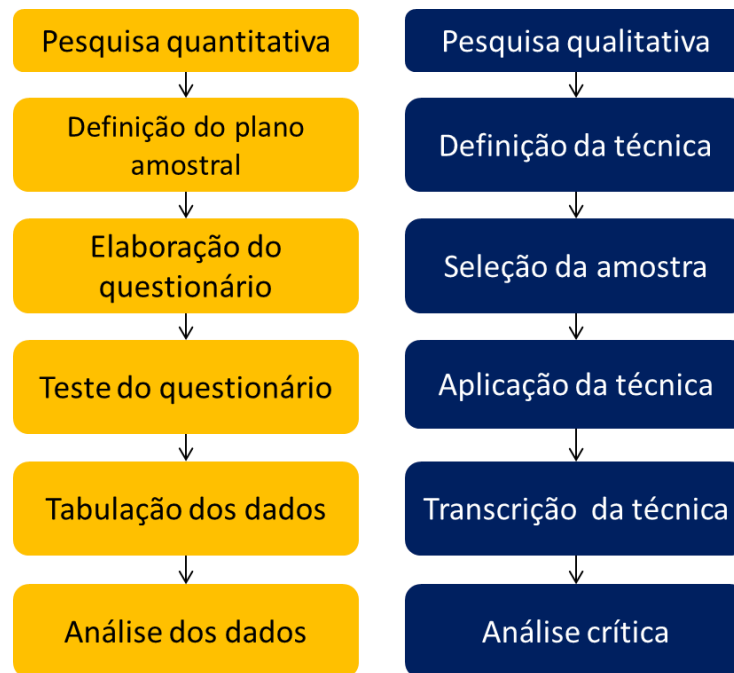 Pesquisa quantitativa
Definição do plano
amostral
Elaboração do
questionário
Teste do questionário
Tabulação dos dados
Análise dos dados
Pesquisa qualitativa
Definição da técnica
Seleção da amostra
Aplicação da técnica
Transcrição da técnica
Análise crítica